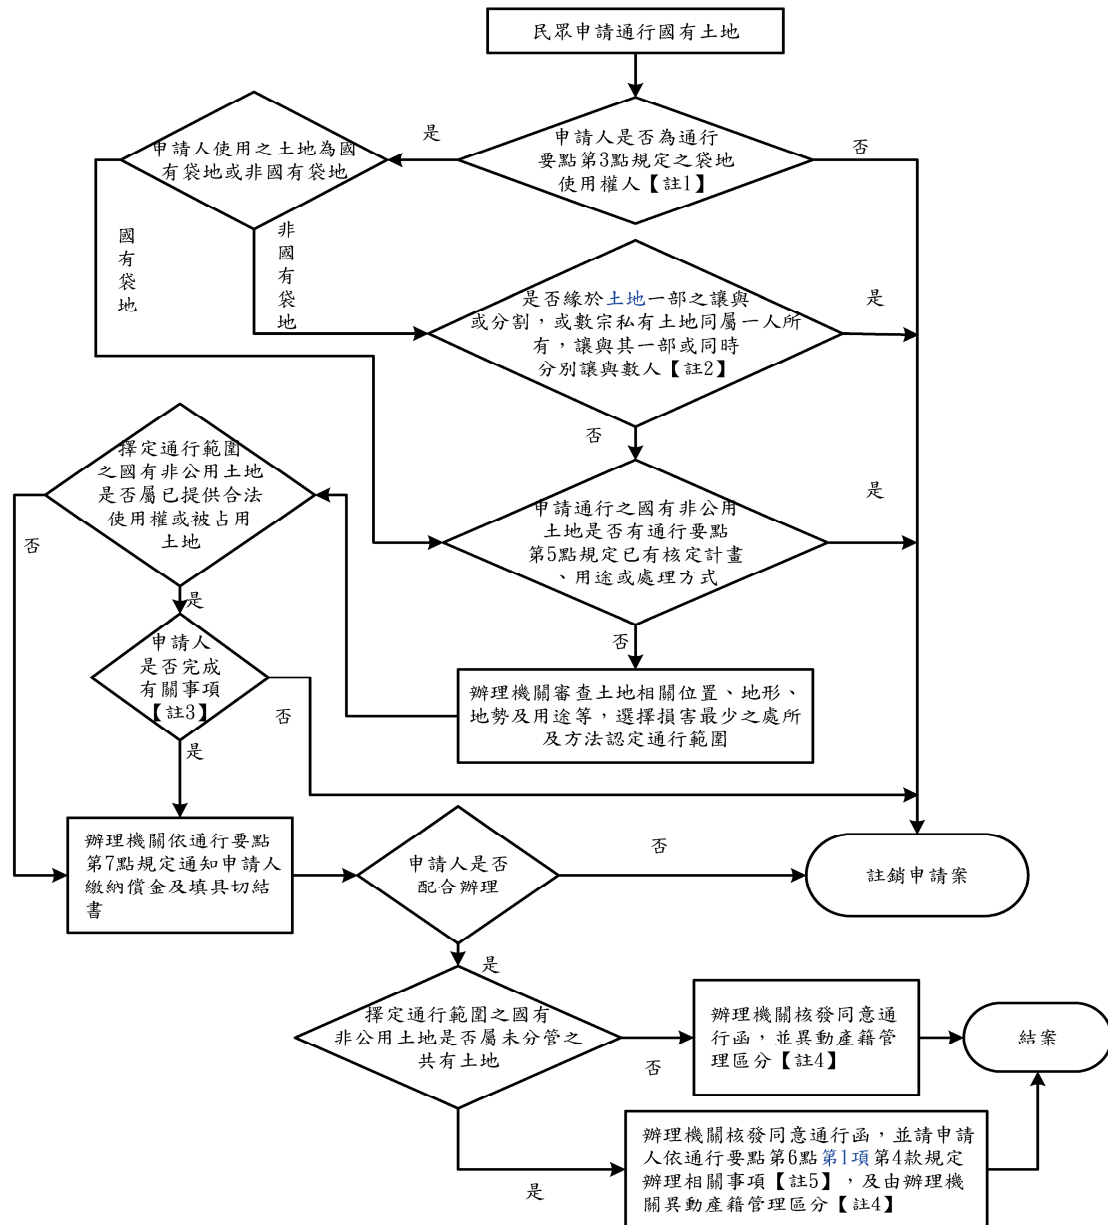 民眾申請通行國有土地
申請人是否為通行
要點第3點規定之袋地
使用權人【註1】
是
否
申請人使用之土地為國
有袋地或非國有袋地
國
有
袋
地
非
國
有
袋
地
是否緣於土地一部之讓與
或分割，或數宗私有土地同屬一人所
有，讓與其一部或同時
分別讓與數人【註2】
是
否
申請通行之國有非公用
土地是否有通行要點
第5點規定已有核定計畫
、用途或處理方式
是
否
辦理機關審查土地相關位置、地形、
地勢及用途等，選擇損害最少之處所
及方法認定通行範圍
擇定通行範圍
之國有非公用土地
是否屬已提供合法
使用權或被占用
土地
否
是
申請人
是否完成
有關事項
【註3】
否
是
辦理機關依通行要點
第7點規定通知申請人
繳納償金及填具切結
書
申請人是否
配合辦理
否
註銷申請案
是
擇定通行範圍之國有
非公用土地是否屬未分管之
共有土地
否
辦理機關核發同意通
行函，並異動產籍管
理區分【註4】
結案
是
辦理機關核發同意通行函，並請申請
人依通行要點第6點第1項第4款規定
辦理相關事項【註5】，及由辦理機
關異動產籍管理區分【註4】